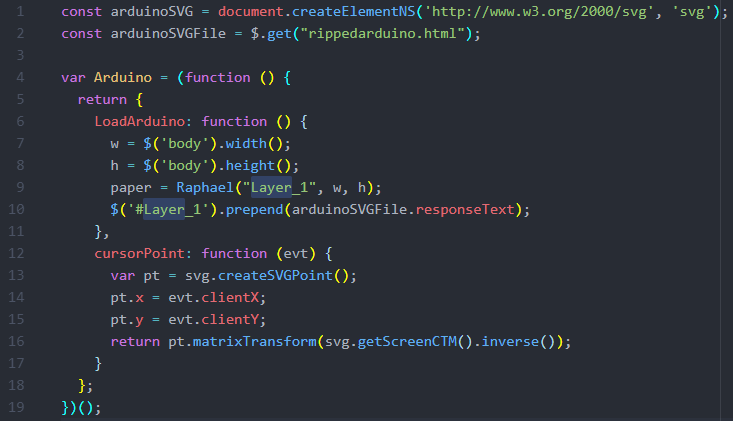 1 const arduinoSVG = document.createElementNS('http://www.w3.org/2000/svg', 'svg');
2 const arduinoSVGFile = $.get("rippedarduino.html");
3
4 var Arduino = (function () {
5   return {
6     LoadArduino: function () {
7       w = $('body').width();
8       h = $('body').height();
9       paper = Raphael("Layer_1", w, h);
10       $('#Layer_1').prepend(arduinoSVGFile.responseText);
11     },
12     cursorPoint: function (evt) {
13       var pt = svg.createSVGPoint();
14       pt.x = evt.clientX;
15       pt.y = evt.clientY;
16       return pt.matrixTransform(svg.getScreenCTM().inverse());
17     }
18   };
19 })();